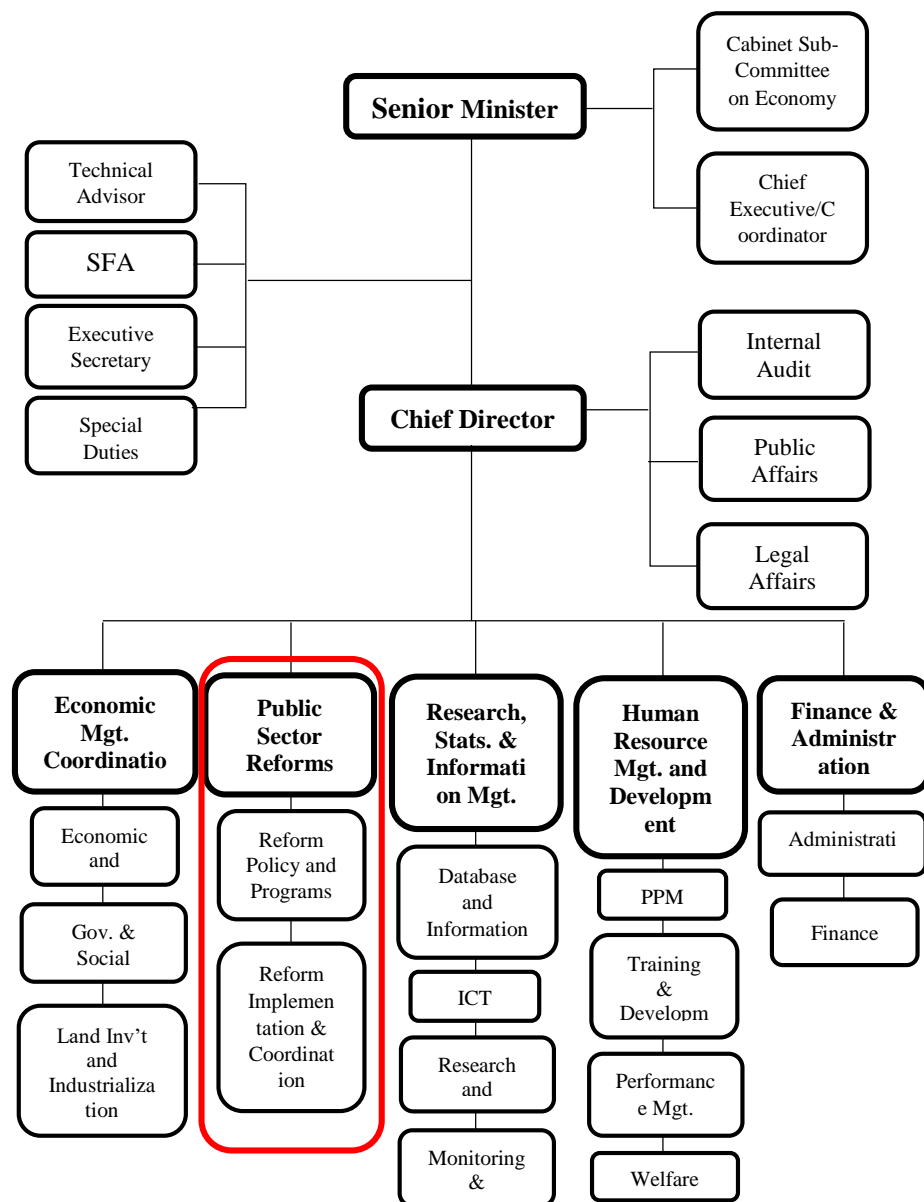 Cabinet Sub-
Committee
on Economy
Senior Minister
Technical
Advisor
Chief
Executive/C
oordinator
SFA
Executive
Secretary
Internal
Audit
Chief Director
Special
Duties
Public
Affairs
Legal
Affairs
Economic
Mgt.
Coordinatio
Economic
and
Gov. &
Social
Land Inv't
and
Industrializa
tion
Public
Sector
Reforms
Reform
Policy and
Programs
Reform
Implemen
tation &
Coordinat
ion
Research,
Stats. &
Informati
on Mgt.
Database
and
Information
ICT
Research
and
Monitoring
&
Human
Resource
Mgt. and
Developm
ent
PPM
Training
&
Developm
Performanc
e Mgt.
Welfare
Finance &
Administr
ation
Administrati
Finance